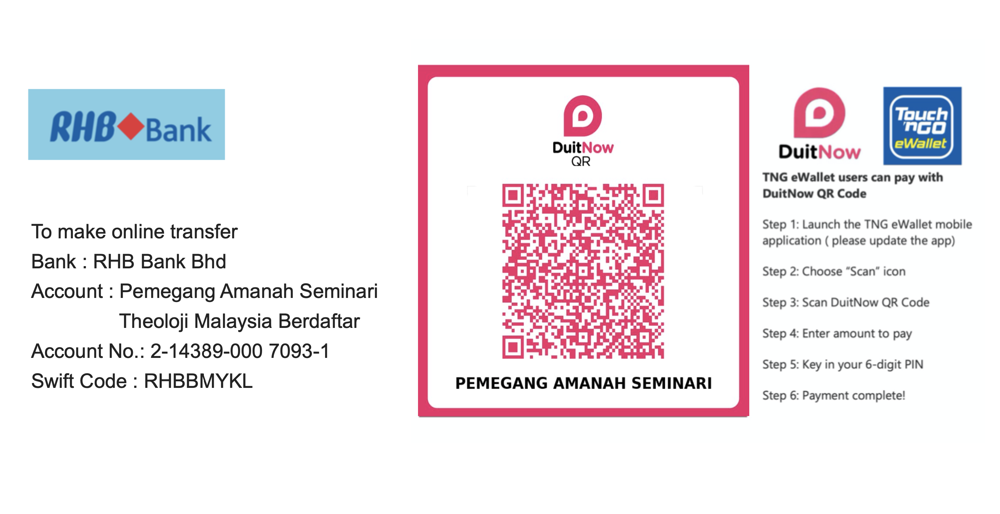 RHB Bank
To make online transfer
Bank : RHB Bank Bhd
Account : Pemegang Amanah Seminari
Theoloji Malaysia Berdaftar
Account No.: 2-14389-000 7093-1
Swift Code : RHBBMYKL
DuitNow
QR
PEMEGANG AMANAH SEMINARI
DuitNow
Touch
'nGO
eWallet
TNG eWallet users can pay with
DuitNow QR Code
Step 1: Launch the TNG eWallet mobile
application ( please update the app)
Step 2: Choose “Scan” icon
Step 3: Scan DuitNow QR Code
Step 4: Enter amount to pay
Step 5: Key in your 6-digit PIN
Step 6: Payment complete!